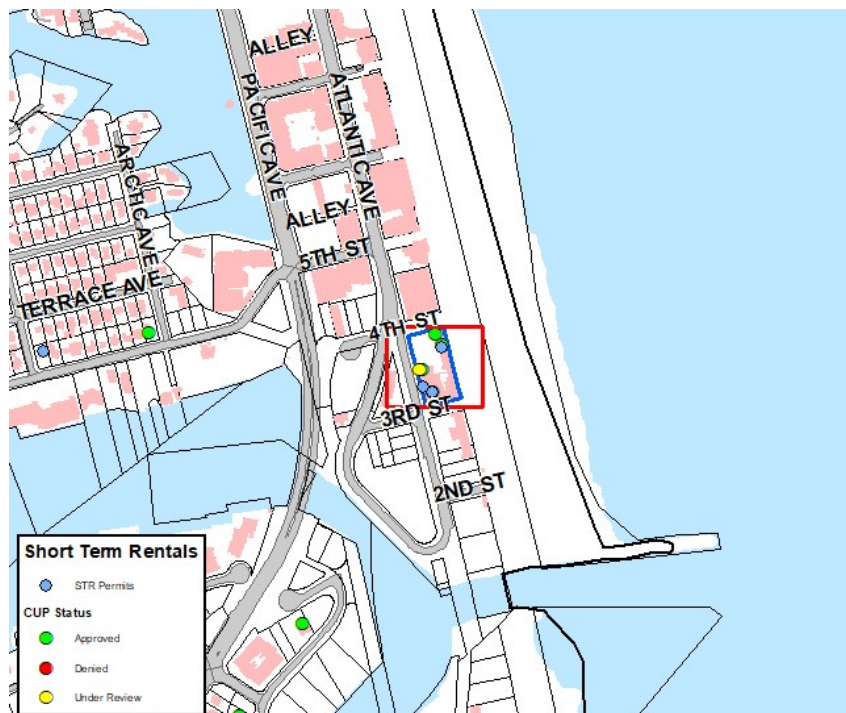 ALLEY
PACIFIC AVE
ATLANTIC AVE
ARCTIC AVE
ALLEY
5TH ST
TERRACE AVE
4TH ST
3RD ST
2ND ST
Short Term Rentals
STR Permits
CUP Status
Approved
Denied
Under Review